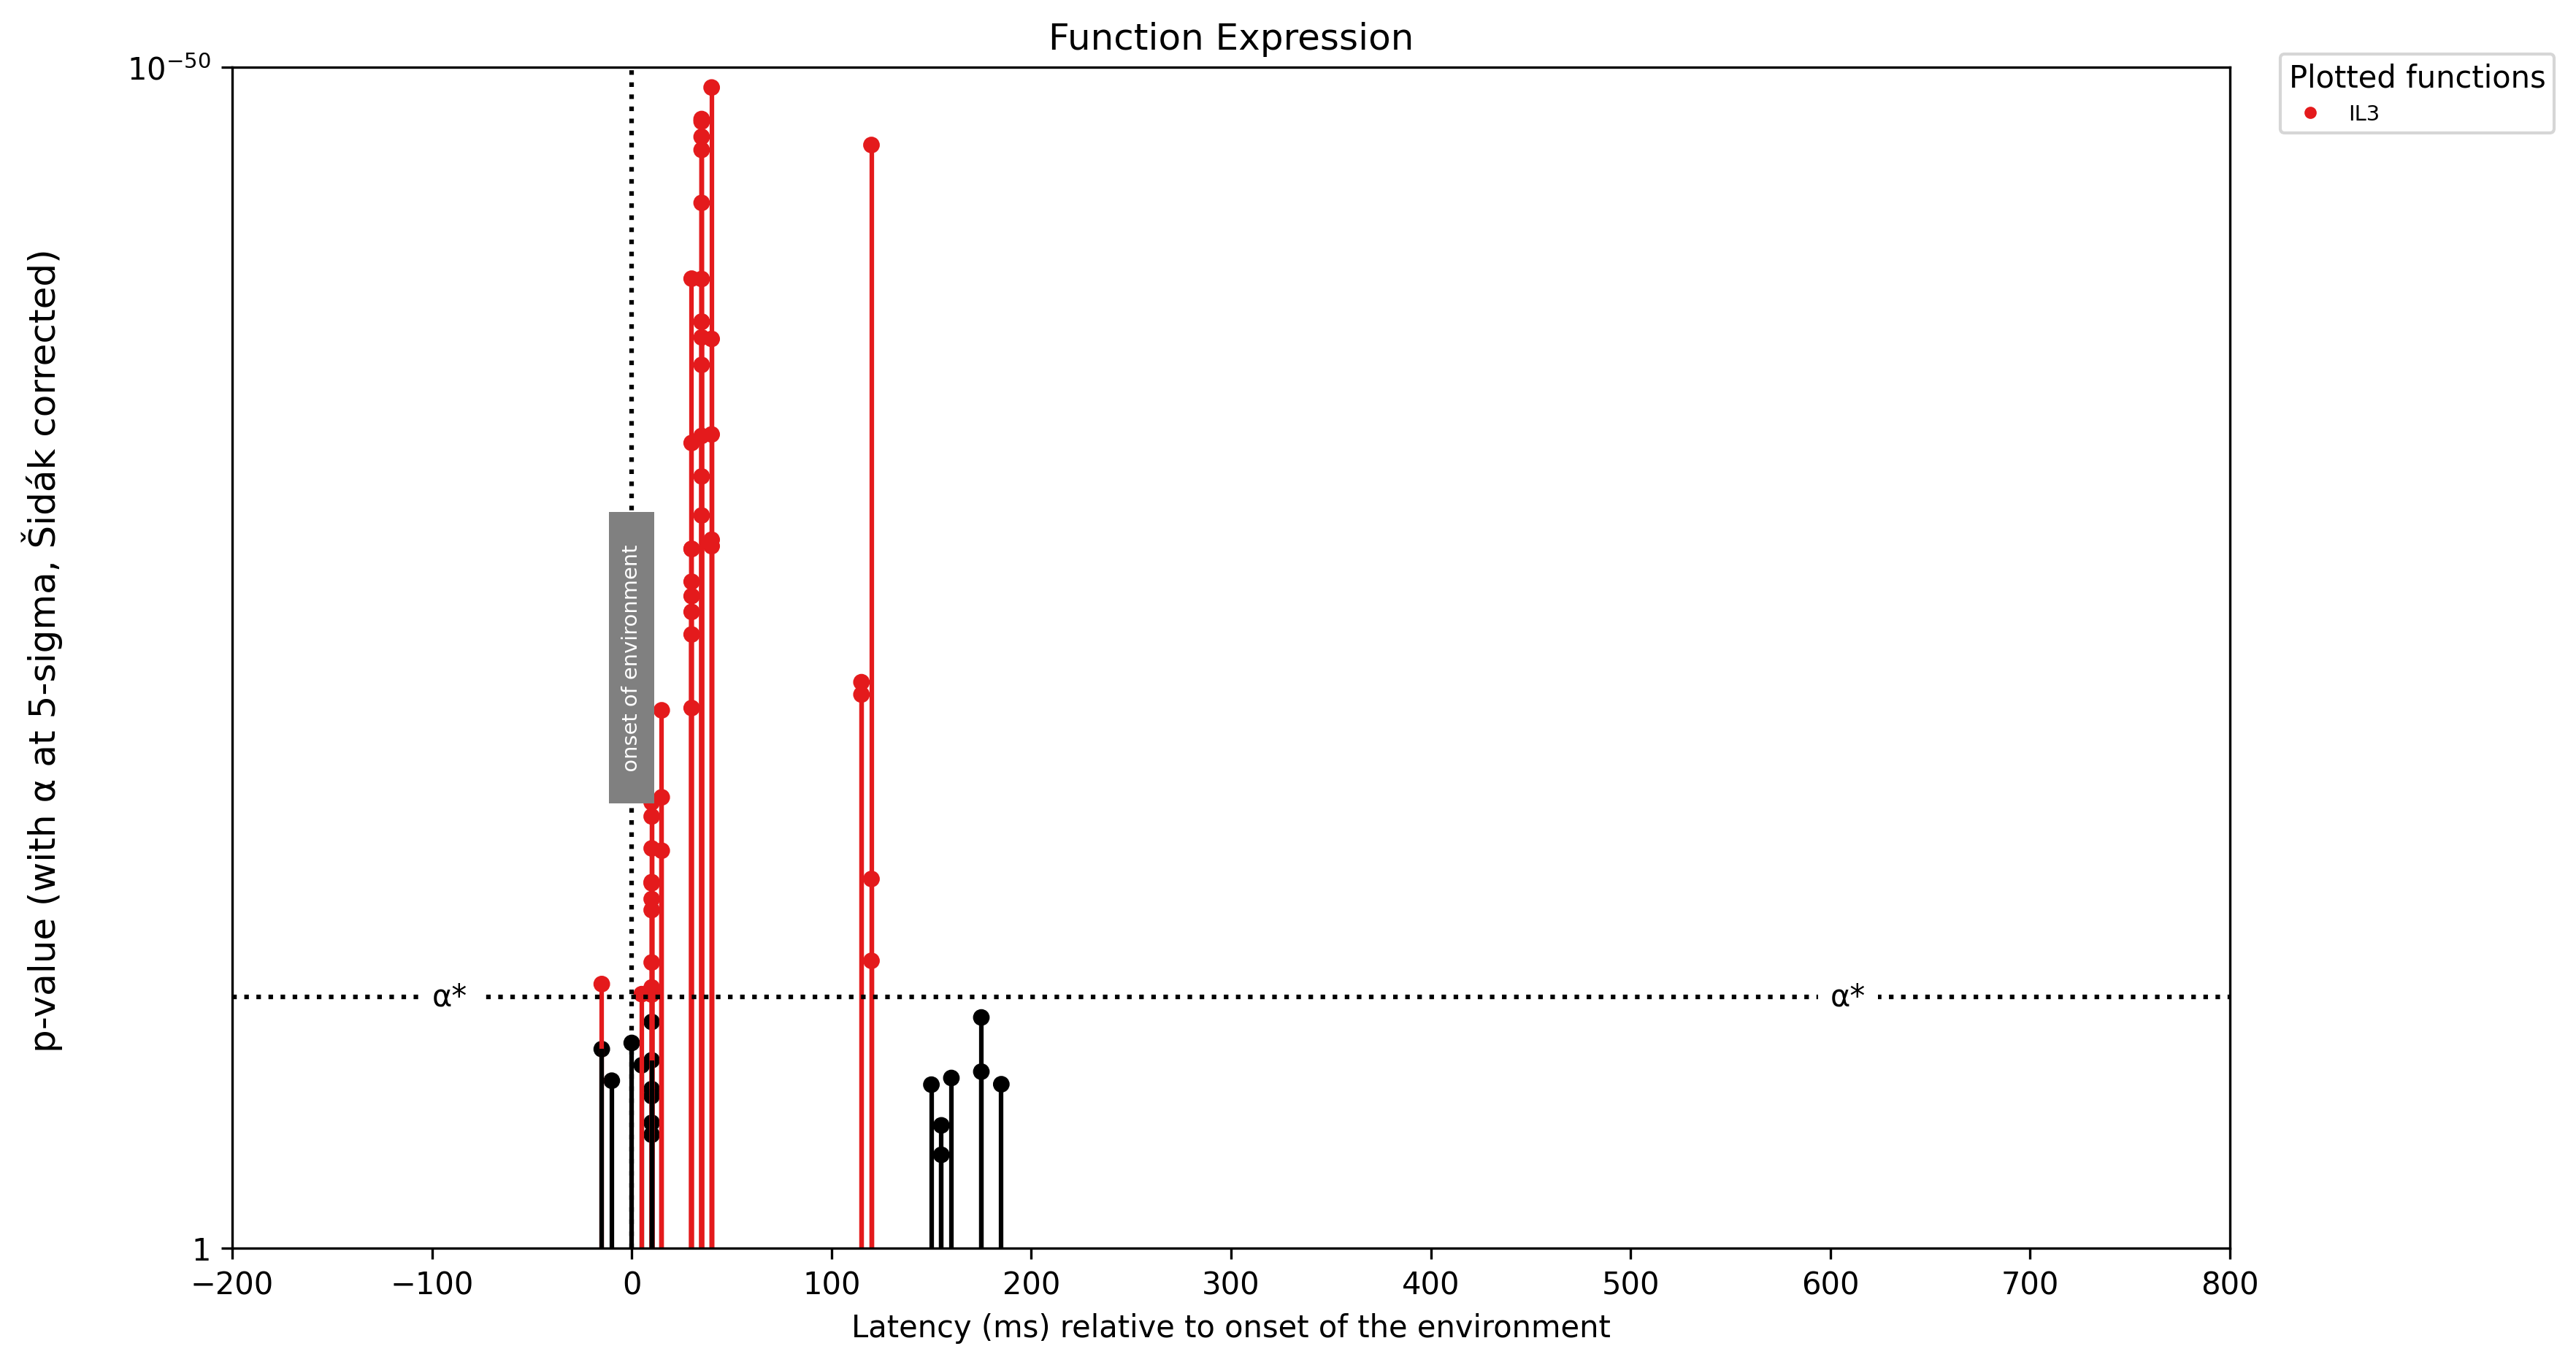 Function Expression
10⁻⁵⁰
1
p-value (with α at 5-sigma, Šidák corrected)
onset of environment
α*
α*
−200 −100 0 100 200 300 400 500 600 700 800
Latency (ms) relative to onset of the environment
Plotted functions
IL3